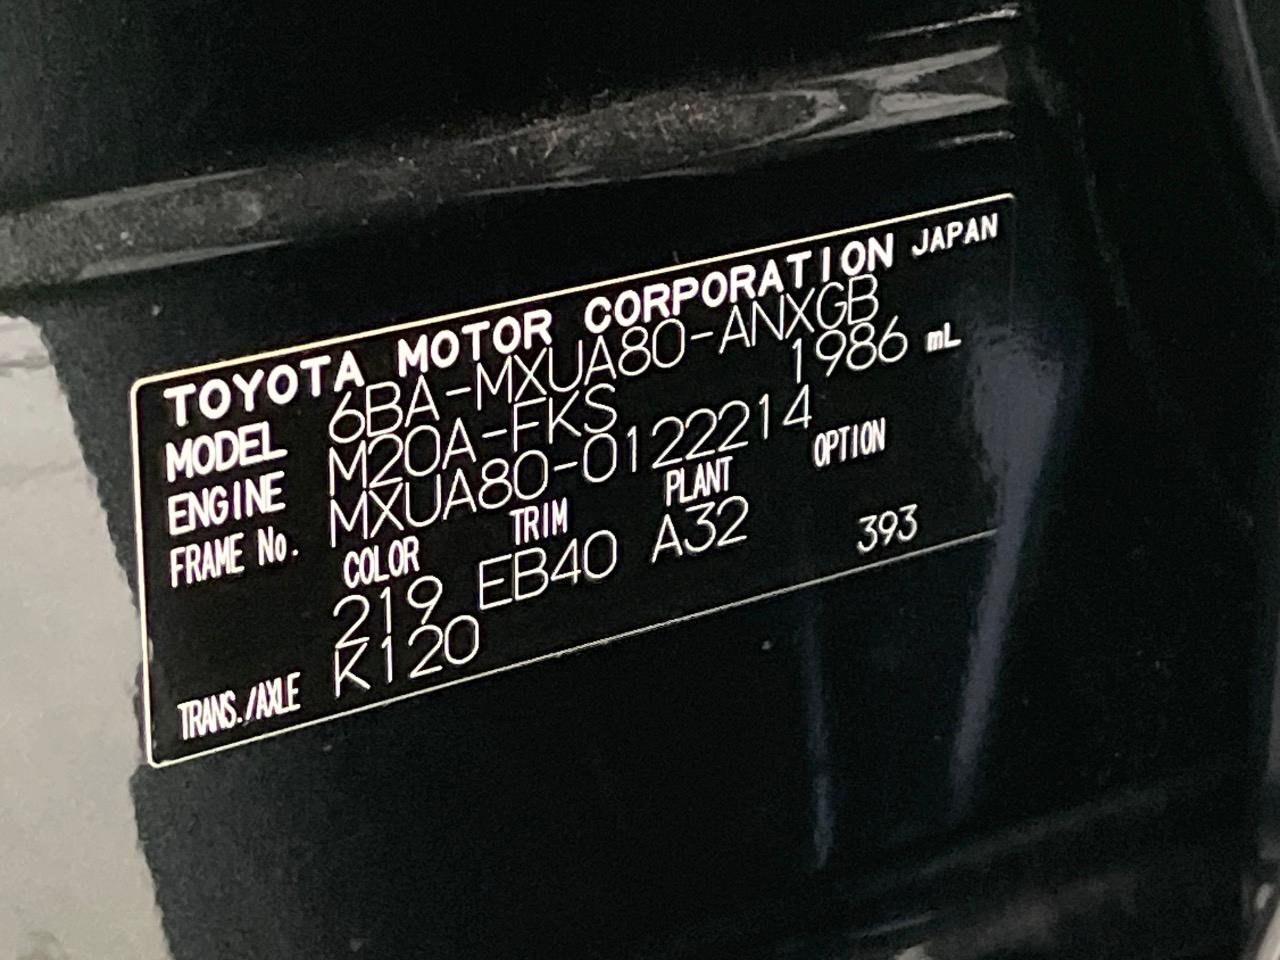 TOYOTA MOTOR CORPORATION JAPAN
MODEL 6BA-MXUA80-ANXGB
ENGINE M20A-FKS 1986 mL
FRAME No. MXUA80-0122214
COLOR TRIM PLANT OPTION
219 EB40 A32 393
TRANS./AXLE K120